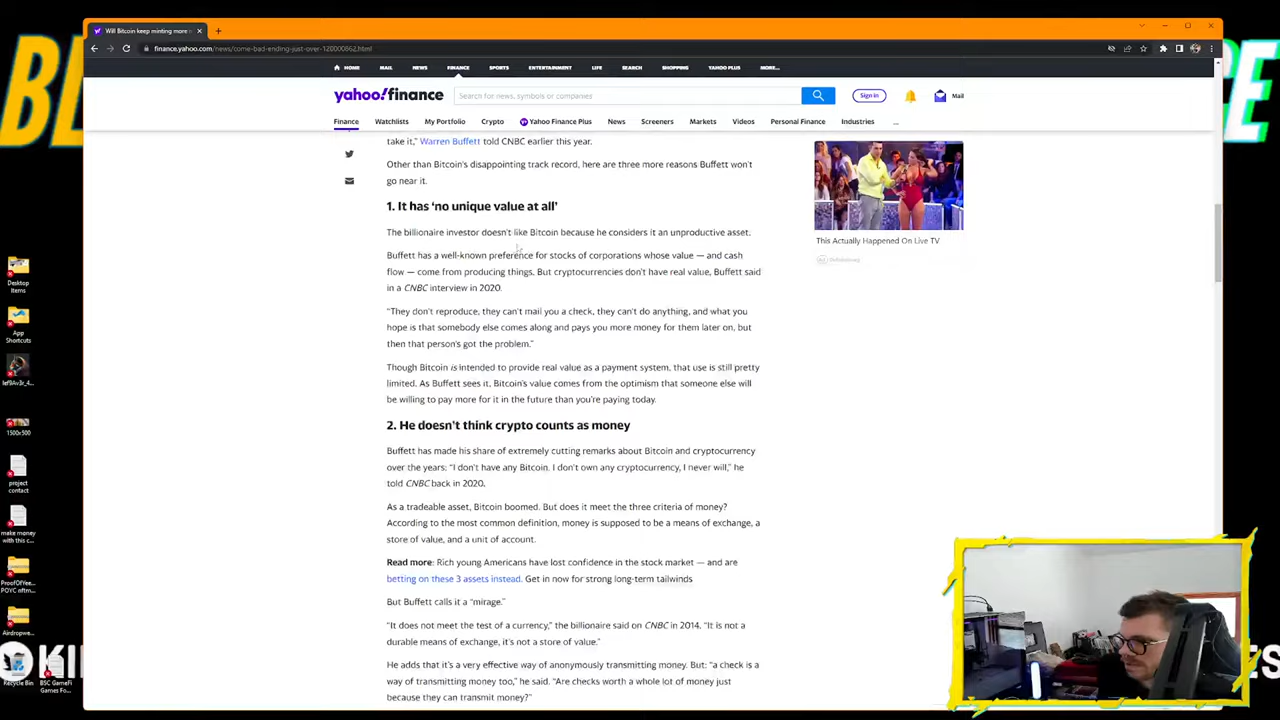 Will Bitcoin keep minting more
finance.yahoo.com/news/come-bad-ending-just-over-120000862.html
HOME MAIL NEWS FINANCE SPORTS ENTERTAINMENT LIFE SEARCH SHOPPING YAHOO PLUS MORE...
yahoo!finance
Search for news, symbols or companies
Sign in
Mail
Finance Watchlists My Portfolio Crypto Yahoo Finance Plus News Screeners Markets Videos Personal Finance Industries ...
take it,” Warren Buffett told CNBC earlier this year.
Other than Bitcoin's disappointing track record, here are three more reasons Buffett won't
go near it.
1. It has ‘no unique value at all’
The billionaire investor doesn't like Bitcoin because he considers it an unproductive asset.
Buffett has a well-known preference for stocks of corporations whose value — and cash
flow — come from producing things. But cryptocurrencies don't have real value, Buffett said
in a CNBC interview in 2020.
“They don't reproduce, they can't mail you a check, they can't do anything, and what you
hope is that somebody else comes along and pays you more money for them later on, but
then that person's got the problem.”
Though Bitcoin is intended to provide real value as a payment system, that use is still pretty
limited. As Buffett sees it, Bitcoin's value comes from the optimism that someone else will
be willing to pay more for it in the future than you're paying today.
2. He doesn't think crypto counts as money
Buffett has made his share of extremely cutting remarks about Bitcoin and cryptocurrency
over the years: “I don't have any Bitcoin. I don't own any cryptocurrency, I never will,” he
told CNBC back in 2020.
As a tradeable asset, Bitcoin boomed. But does it meet the three criteria of money?
According to the most common definition, money is supposed to be a means of exchange, a
store of value, and a unit of account.
Read more: Rich young Americans have lost confidence in the stock market — and are
betting on these 3 assets instead. Get in now for strong long-term tailwinds
But Buffett calls it a “mirage.”
“It does not meet the test of a currency,” the billionaire said on CNBC in 2014. “It is not a
durable means of exchange, it's not a store of value.”
He adds that it's a very effective way of anonymously transmitting money. But: “a check is a
way of transmitting money too,” he said. “Are checks worth a whole lot of money just
because they can transmit money?”
This Actually Happened On Live TV
Ad
Desktop
Items
App
Shortcuts
1500x500
project
contact
make money
with this c...
ProofOfYee...
POYC nftm...
Airdropwe...
Recycle Bin
BSC GameFi
Games Fo...